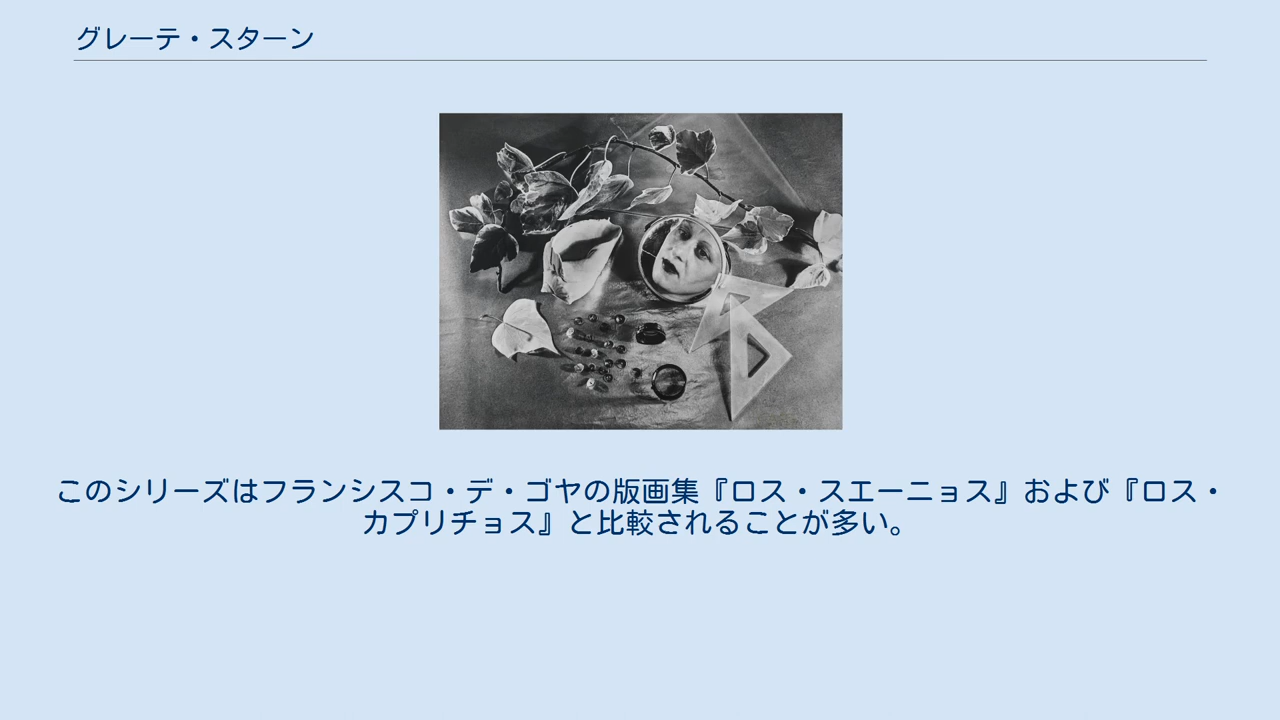 グレーテ・スターン
このシリーズはフランシスコ・デ・ゴヤの版画集『ロス・スエーニョス』および『ロス・
カプリチョス』と比較されることが多い。